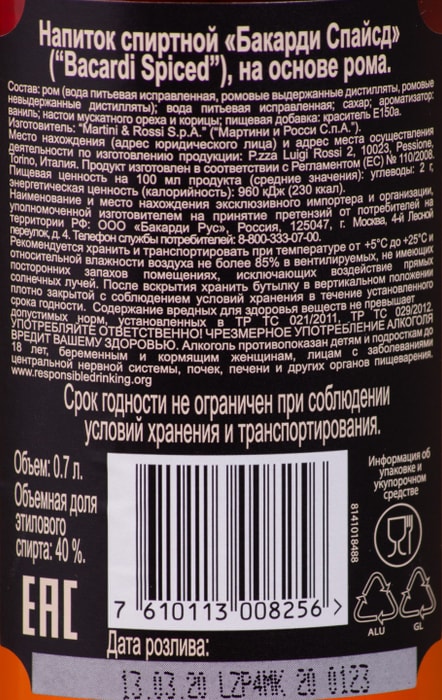 Напиток спиртной «Бакарди Спайсд»
(“Bacardi Spiced”), на основе рома.
Состав: ром (вода питьевая исправленная, ромовые выдержанные дистилляты, ромовые
невыдержанные дистилляты); вода питьевая исправленная; сахар; ароматизатор:
ваниль; настои мускатного ореха и корицы; пищевая добавка: краситель Е150а.
Изготовитель: “Martini & Rossi S.p.A.” (“Мартини и Росси С.п.А.”).
Место нахождения (адрес юридического лица) и адрес места осуществления
деятельности по изготовлению продукции: P.zza Luigi Rossi 2, 10023, Pessione,
Torino, Италия. Продукт изготовлен в соответствии с Регламентом (ЕС) № 110/2008.
Пищевая ценность на 100 мл продукта (средние значения): углеводы: 2 г,
энергетическая ценность (калорийность): 960 кДж (230 ккал).
Наименование и место нахождения эксклюзивного импортера и организации,
уполномоченной изготовителем на принятие претензий от потребителей на
территории РФ: ООО «Бакарди Рус», Россия, 125047, г. Москва, 4-й Лесной
переулок, д. 4. Телефон службы потребителей: 8-800-333-07-00.
Рекомендуется хранить и транспортировать при температуре от +5°C до +25°C и
относительной влажности воздуха не более 85% в вентилируемых, не имеющих
посторонних запахов помещениях, исключающих воздействие прямых
солнечных лучей. После вскрытия хранить бутылку в вертикальном положении
плотно закрытой с соблюдением условий хранения в течение установленного
срока годности. Содержание вредных для здоровья веществ не превышает
допустимых норм, установленных в ТР ТС 021/2011, ТР ТС 029/2012.
УПОТРЕБЛЯЙТЕ ОТВЕТСТВЕННО! ЧРЕЗМЕРНОЕ УПОТРЕБЛЕНИЕ АЛКОГОЛЯ
ВРЕДИТ ВАШЕМУ ЗДОРОВЬЮ. Алкоголь противопоказан детям и подросткам до
18 лет, беременным и кормящим женщинам, лицам с заболеваниями
центральной нервной системы, почек, печени и других органов пищеварения.
www.responsibledrinking.org
Срок годности не ограничен при соблюдении
условий хранения и транспортирования.
Объем: 0.7 л.
Объемная доля
этилового
спирта: 40 %.
EAC
7 610113 008256 >
8141018488
Информация об
упаковке и
укупорочном
средстве
ALU
GL
Дата розлива:
13.03.20 LZP4MK 20 0123